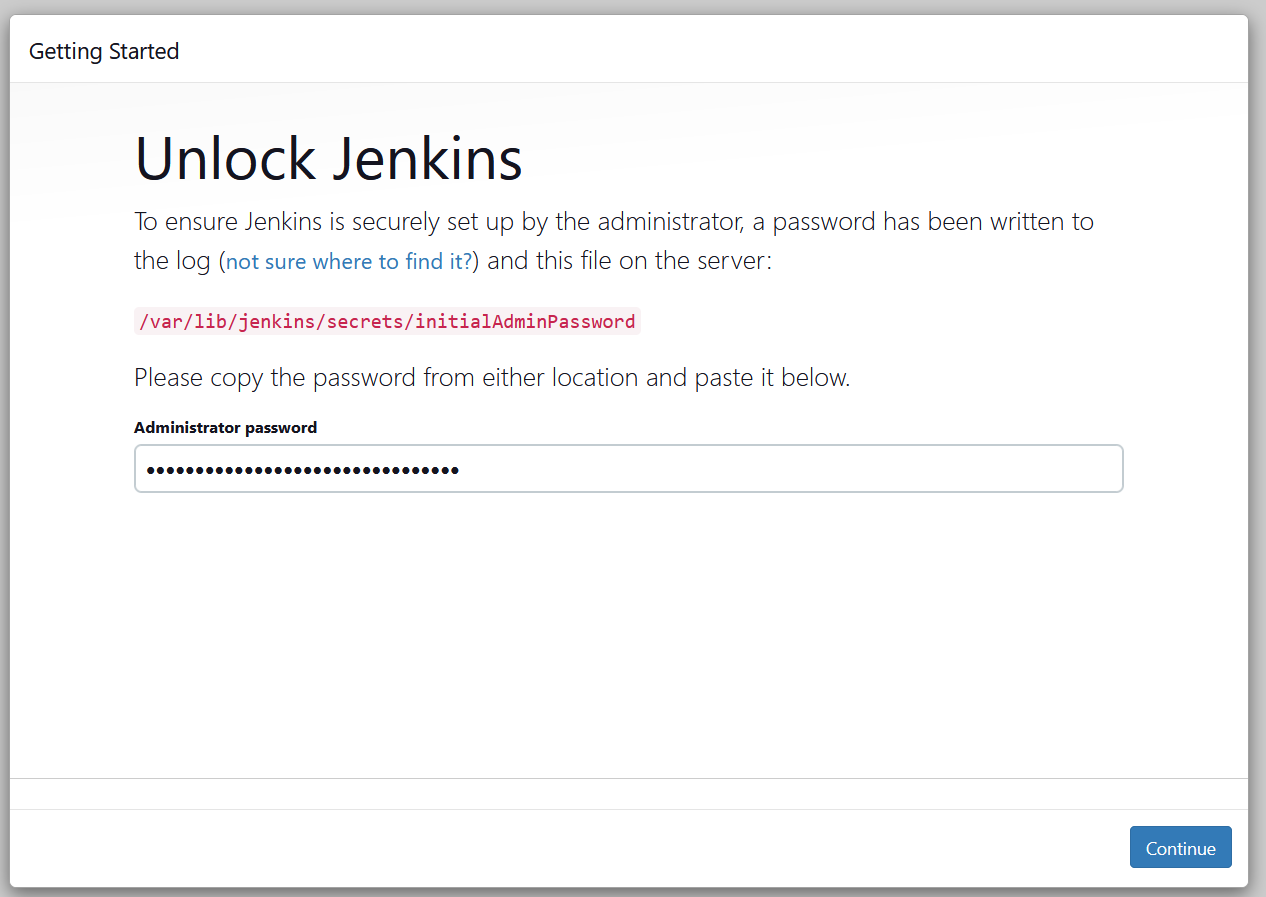 Getting Started
Unlock Jenkins
To ensure Jenkins is securely set up by the administrator, a password has been written to
the log (not sure where to find it?) and this file on the server:
/var/lib/jenkins/secrets/initialAdminPassword
Please copy the password from either location and paste it below.
Administrator password
••••••••••••••••••••••••••••••••
Continue